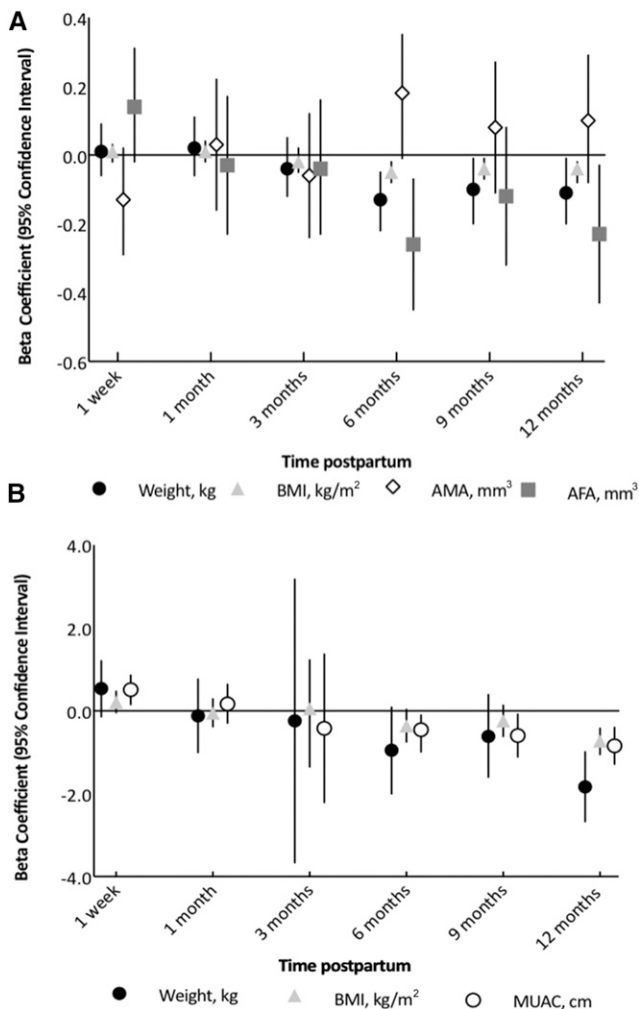 A
Beta Coefficient (95% Confidence Interval)
0.4
0.2
0.0
-0.2
-0.4
-0.6
1 week
1 month
3 months
6 months
9 months
12 months
Time postpartum
Weight, kg
BMI, kg/m²
AMA, mm³
AFA, mm³
B
Beta Coefficient (95% Confidence Interval)
4.0
2.0
0.0
-2.0
-4.0
1 week
1 month
3 months
6 months
9 months
12 months
Time postpartum
Weight, kg
BMI, kg/m²
MUAC, cm